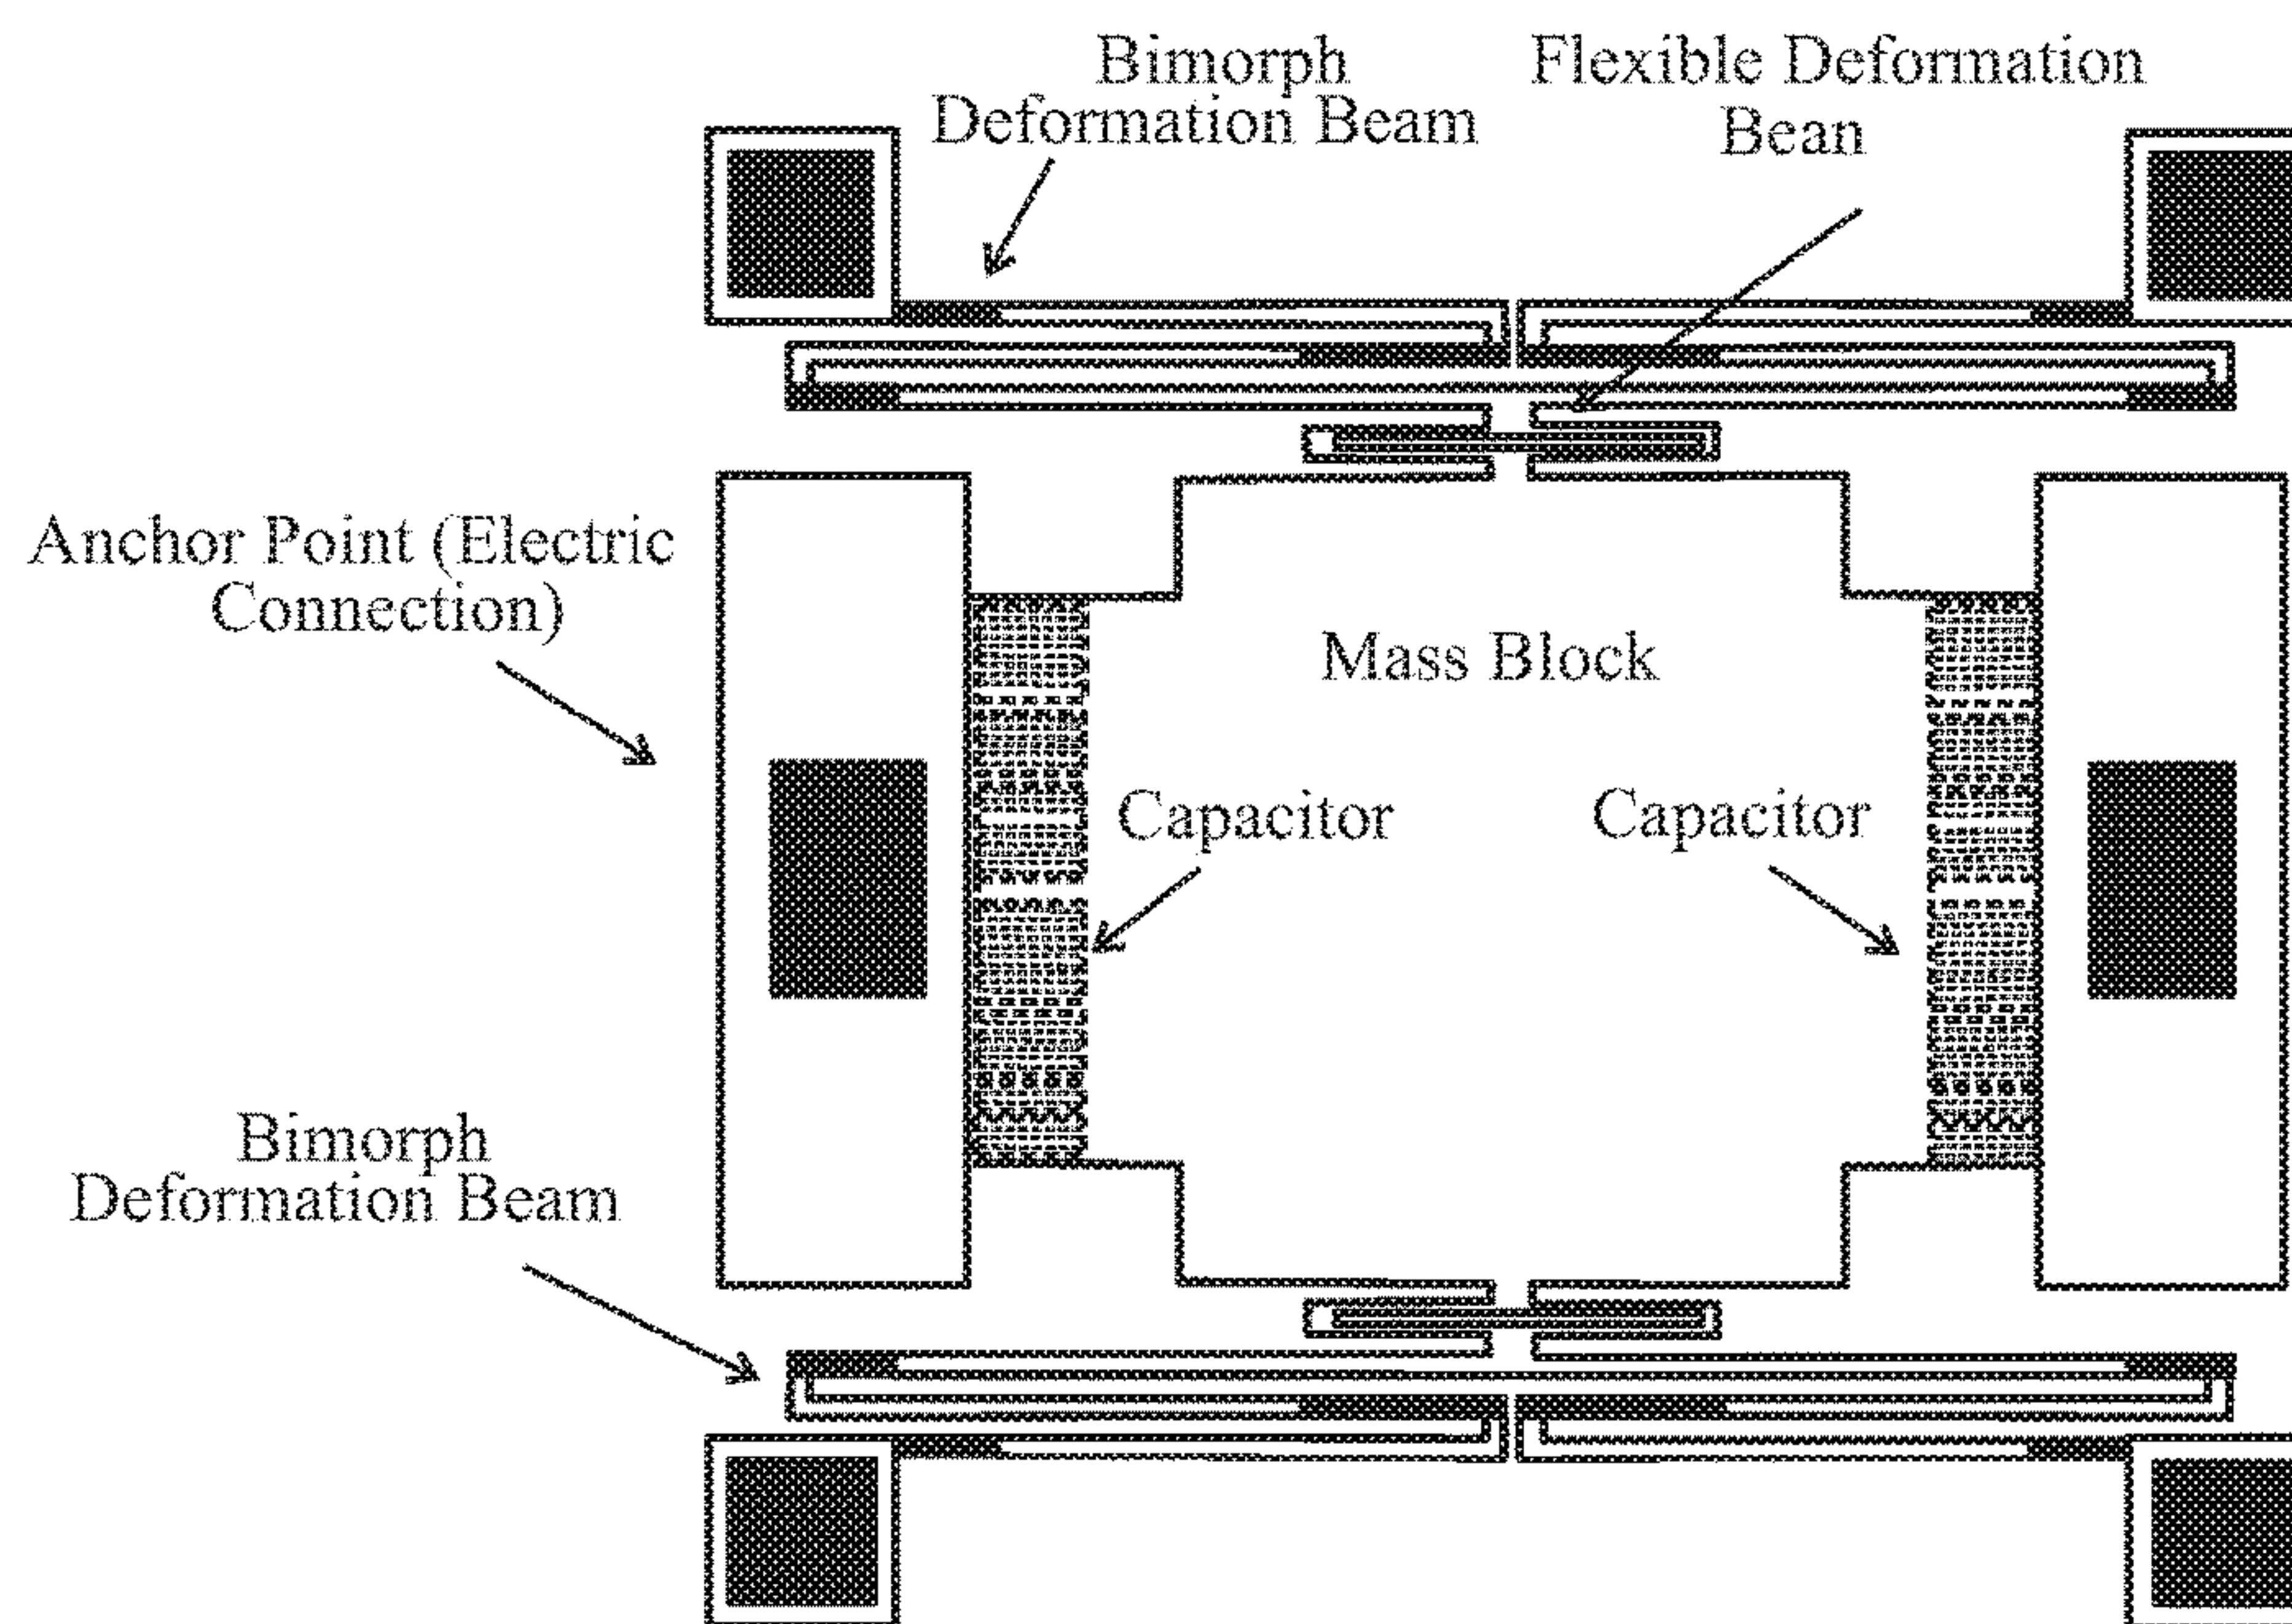 Bimorph
Deformation Beam
Flexible Deformation
Bean
Anchor Point (Electric
Connection)
Mass Block
Capacitor
Capacitor
Bimorph
Deformation Beam